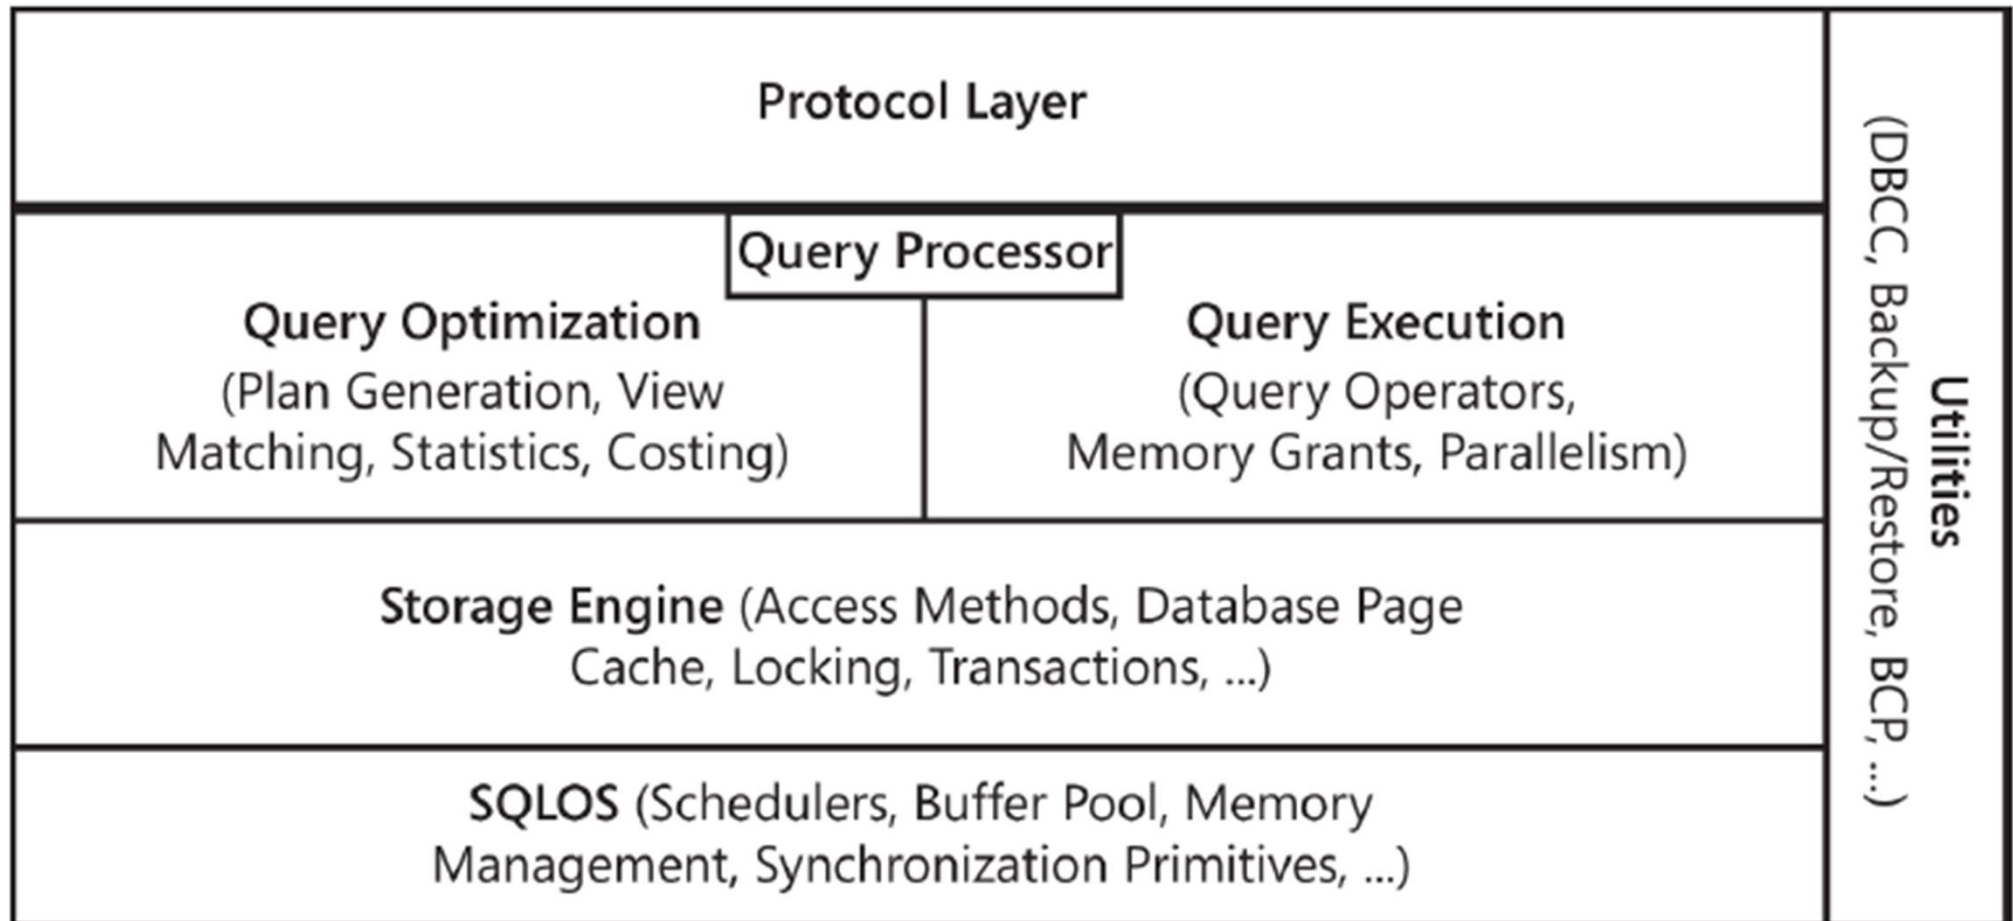 Protocol Layer
Query Processor
Query Optimization
(Plan Generation, View
Matching, Statistics, Costing)
Query Execution
(Query Operators,
Memory Grants, Parallelism)
Storage Engine (Access Methods, Database Page
Cache, Locking, Transactions, ...)
SQLOS (Schedulers, Buffer Pool, Memory
Management, Synchronization Primitives, ...)
Utilities
(DBCC, Backup/Restore, BCP, ...)